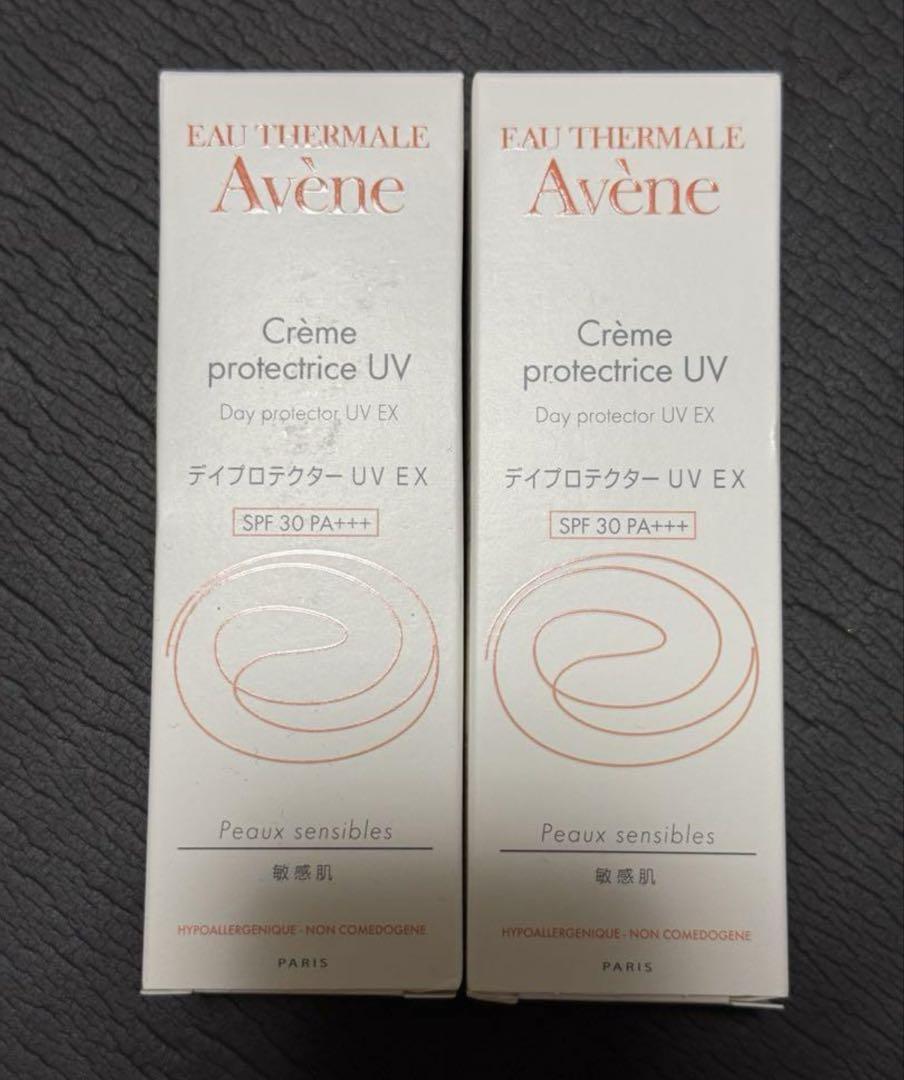 EAU THERMALE
Avène
Crème
protectrice UV
Day protector UV EX
デイプロテクター UV EX
SPF 30 PA+++
Peaux sensibles
敏感肌
HYPOALLERGENIQUE - NON COMEDOGENE
PARIS
EAU THERMALE
Avène
Crème
protectrice UV
Day protector UV EX
デイプロテクター UV EX
SPF 30 PA+++
Peaux sensibles
敏感肌
HYPOALLERGENIQUE - NON COMEDOGENE
PARIS